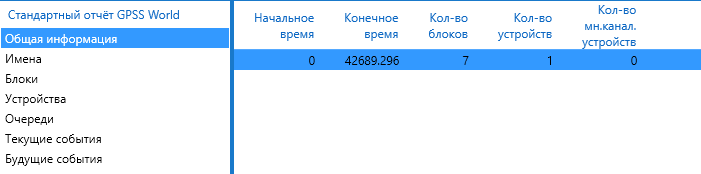 Стандартный отчёт GPSS World
Общая информация
Имена
Блоки
Устройства
Очереди
Текущие события
Будущие события
Начальное время
Конечное время
Кол-во блоков
Кол-во устройств
Кол-во мн.канал. устройств
0 42689.296 7 1 0